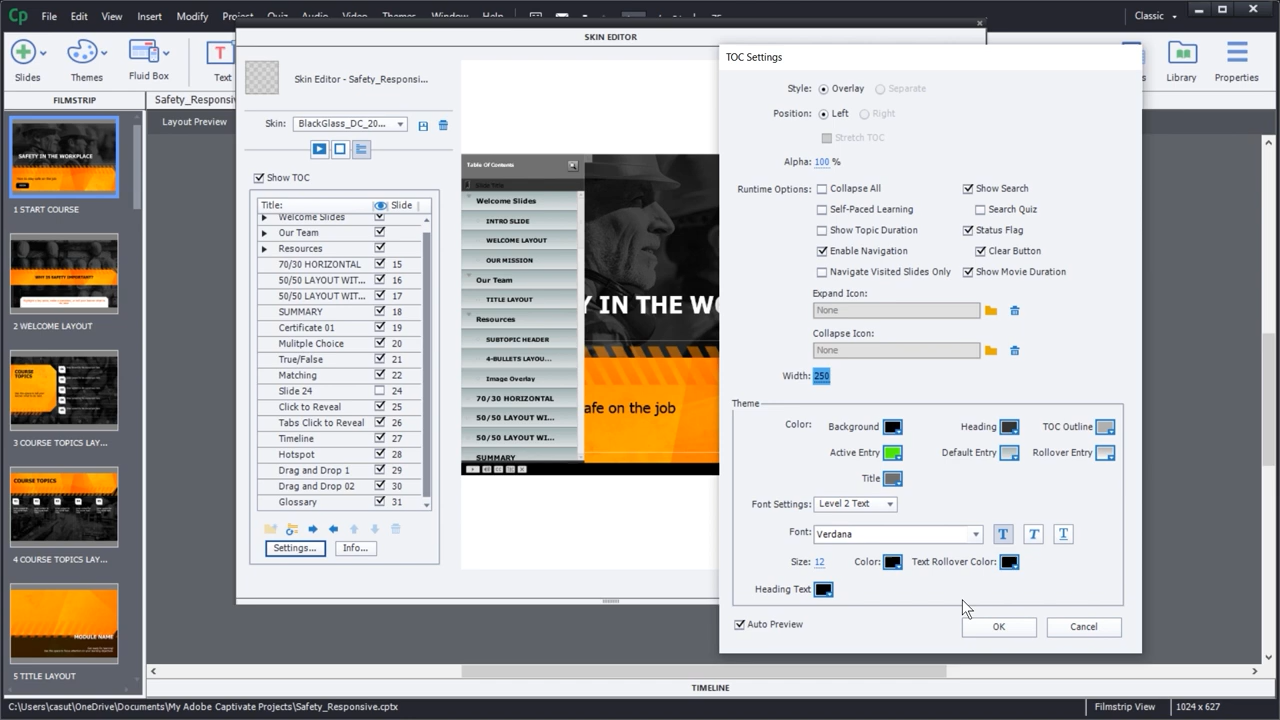 Cp File Edit View Insert Modify Project Quiz Audio Video Themes Window Help Classic
Slides Themes Fluid Box Text Library Properties
SKIN EDITOR
FILMSTRIP
Safety_Responsiv
Layout Preview
SAFETY IN THE WORKPLACE
1 START COURSE
WHY IS SAFETY IMPORTANT?
2 WELCOME LAYOUT
COURSE
TOPICS
3 COURSE TOPICS LAY...
COURSE TOPICS
4 COURSE TOPICS LAY...
MODULE NAME
5 TITLE LAYOUT
Skin Editor - Safety_Responsi...
Skin: BlackGlass_DC_20...
Show TOC
Title: Slide
Welcome Slides
Our Team
Resources
70/30 HORIZONTAL 15
50/50 LAYOUT WIT... 16
50/50 LAYOUT WIT... 17
SUMMARY 18
Certificate 01 19
Mulitple Choice 20
True/False 21
Matching 22
Slide 24 24
Click to Reveal 25
Tabs Click to Reveal 26
Timeline 27
Hotspot 28
Drag and Drop 1 29
Drag and Drop 02 30
Glossary 31
Settings... Info...
Table Of Contents
Slide Title
Welcome Slides
INTRO SLIDE
WELCOME LAYOUT
OUR MISSION
Our Team
TITLE LAYOUT
Resources
SUBTOPIC HEADER
4-BULLETS LAYOU...
Image Overlay
70/30 HORIZONTAL
50/50 LAYOUT WI...
50/50 LAYOUT WI...
SUMMARY
Y IN THE WO
afe on the job
TOC Settings
Style: Overlay Separate
Position: Left Right
Stretch TOC
Alpha: 100 %
Runtime Options: Collapse All Show Search
Self-Paced Learning Search Quiz
Show Topic Duration Status Flag
Enable Navigation Clear Button
Navigate Visited Slides Only Show Movie Duration
Expand Icon:
None
Collapse Icon:
None
Width: 250
Theme
Color: Background Heading TOC Outline
Active Entry Default Entry Rollover Entry
Title
Font Settings: Level 2 Text
Font: Verdana T T T
Size: 12 Color: Text Rollover Color:
Heading Text
Auto Preview OK Cancel
TIMELINE
C:\Users\casut\OneDrive\Documents\My Adobe Captivate Projects\Safety_Responsive.cptx Filmstrip View 1024 x 627